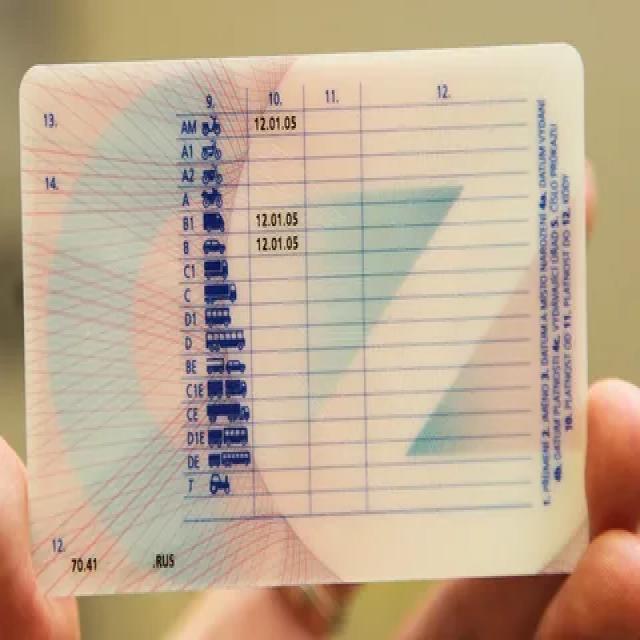 9. 10. 11. 12.
13.
AM 12.01.05
A1
A2
14.
A
B1 12.01.05
B 12.01.05
C1
C
D1
D
BE
C1E
CE
D1E
DE
T
12.
70.41 .RUS
1. PŘÍJMENÍ 2. JMÉNO 3. DATUM A MÍSTO NAROZENÍ 4a. DATUM VYDÁNÍ
4b. DATUM PLATNOSTI 4c. VYDÁVAJÍCÍ ÚŘAD 5. ČÍSLO PRŮKAZU
10. PLATNOST OD 11. PLATNOST DO 12. KÓDY